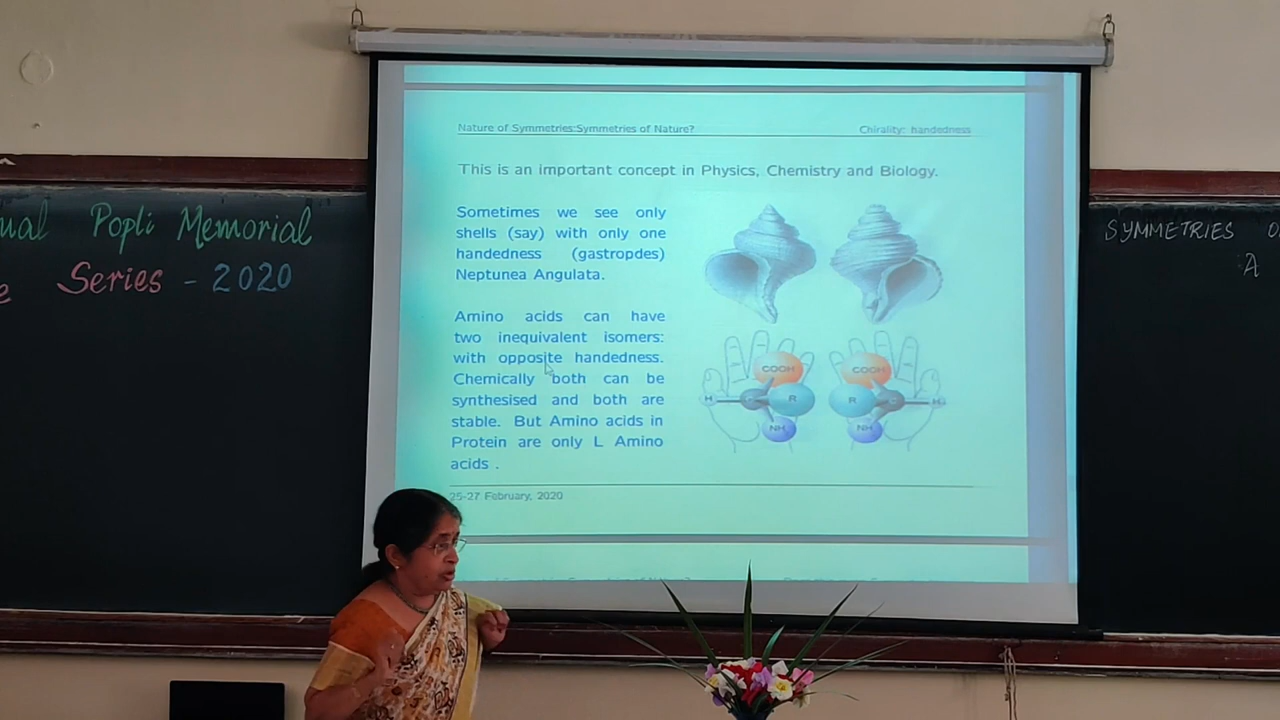 ual Popli Memorial
e Series - 2020
Nature of Symmetries:Symmetries of Nature?
Chirality: handedness
This is an important concept in Physics, Chemistry and Biology.
Sometimes we see only
shells (say) with only one
handedness (gastropdes)
Neptunea Angulata.
Amino acids can have
two inequivalent isomers:
with opposite handedness.
Chemically both can be
synthesised and both are
stable. But Amino acids in
Protein are only L Amino
acids .
COOH
H C R
NH
COOH
R C H
NH
25-27 February, 2020
SYMMETRIES O
A